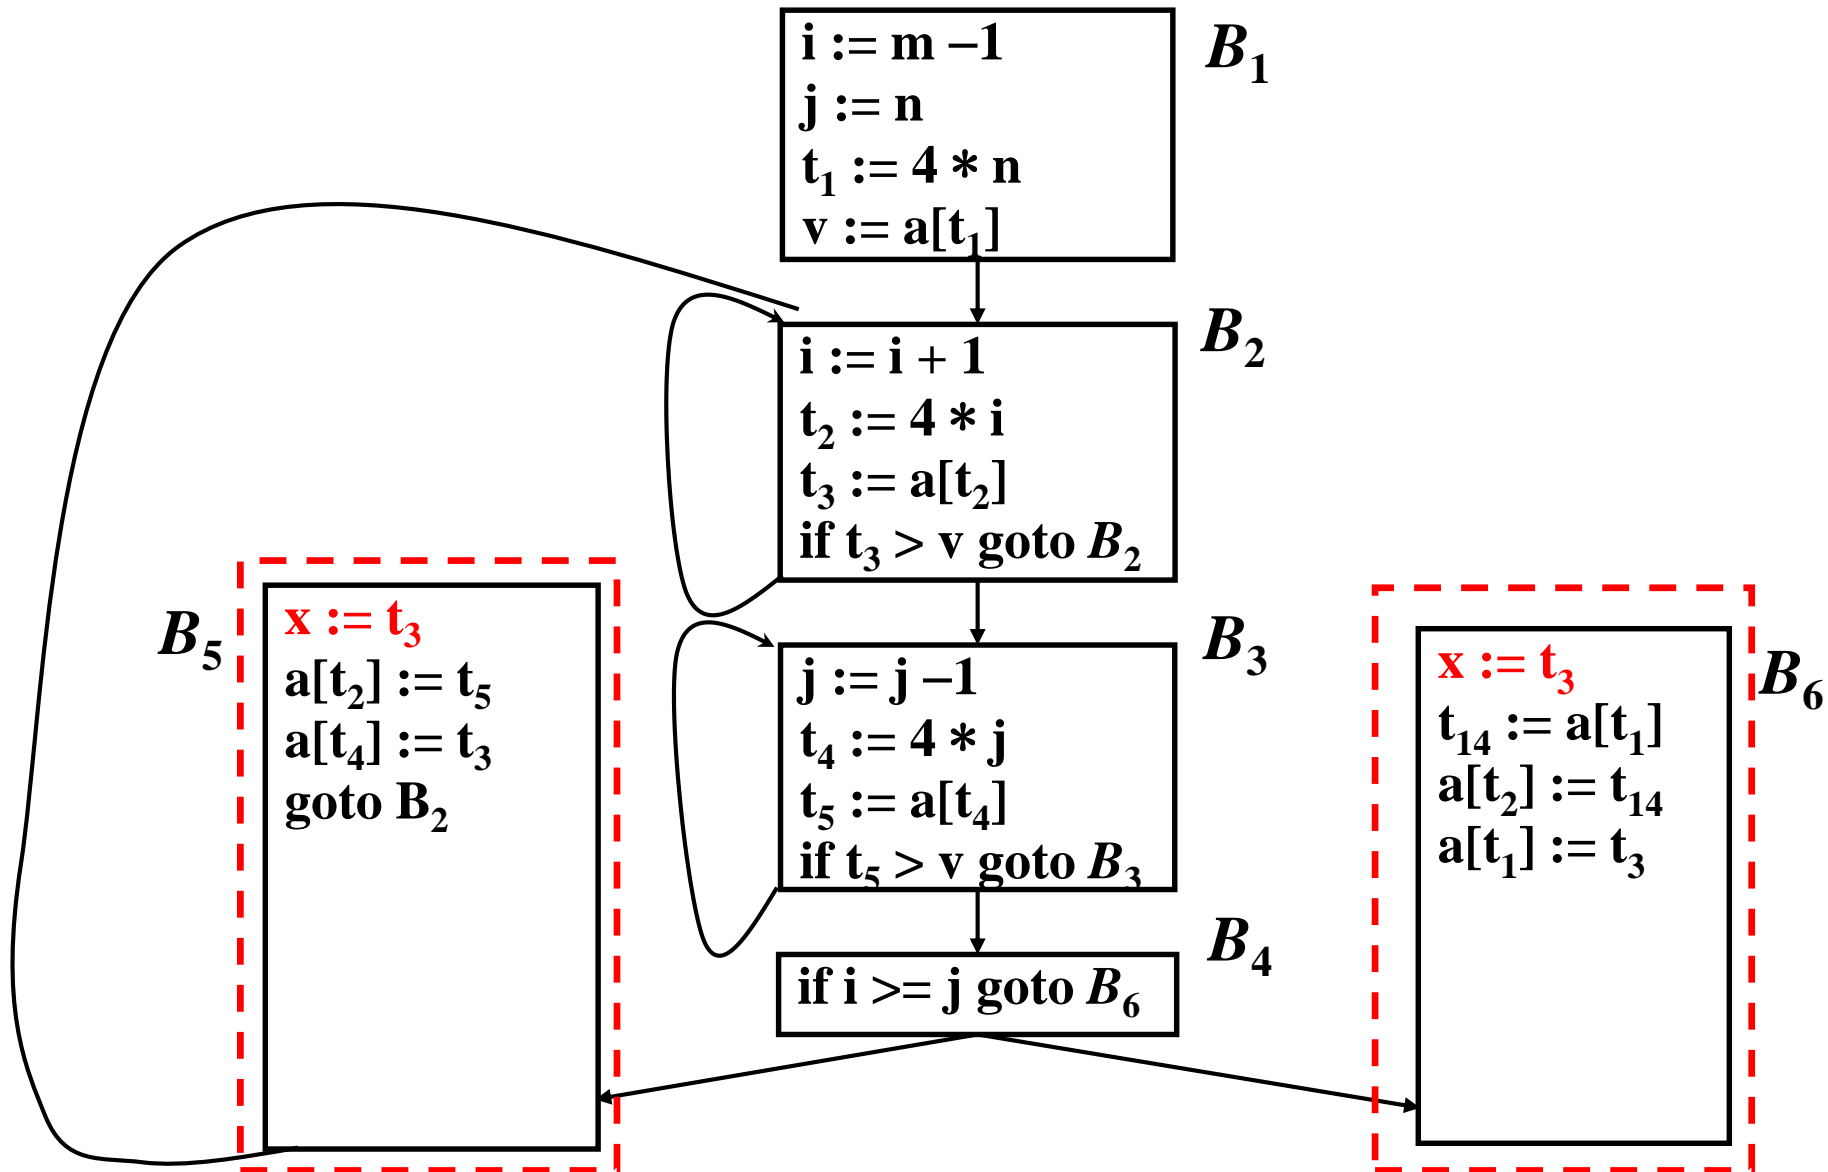 i := m –1
j := n
t₁ := 4 * n
v := a[t₁]
B₁
i := i + 1
t₂ := 4 * i
t₃ := a[t₂]
if t₃ > v goto B₂
B₂
j := j –1
t₄ := 4 * j
t₅ := a[t₄]
if t₅ > v goto B₃
B₃
if i >= j goto B₆
B₄
B₅
x := t₃
a[t₂] := t₅
a[t₄] := t₃
goto B₂
x := t₃
t₁₄ := a[t₁]
a[t₂] := t₁₄
a[t₁] := t₃
B₆